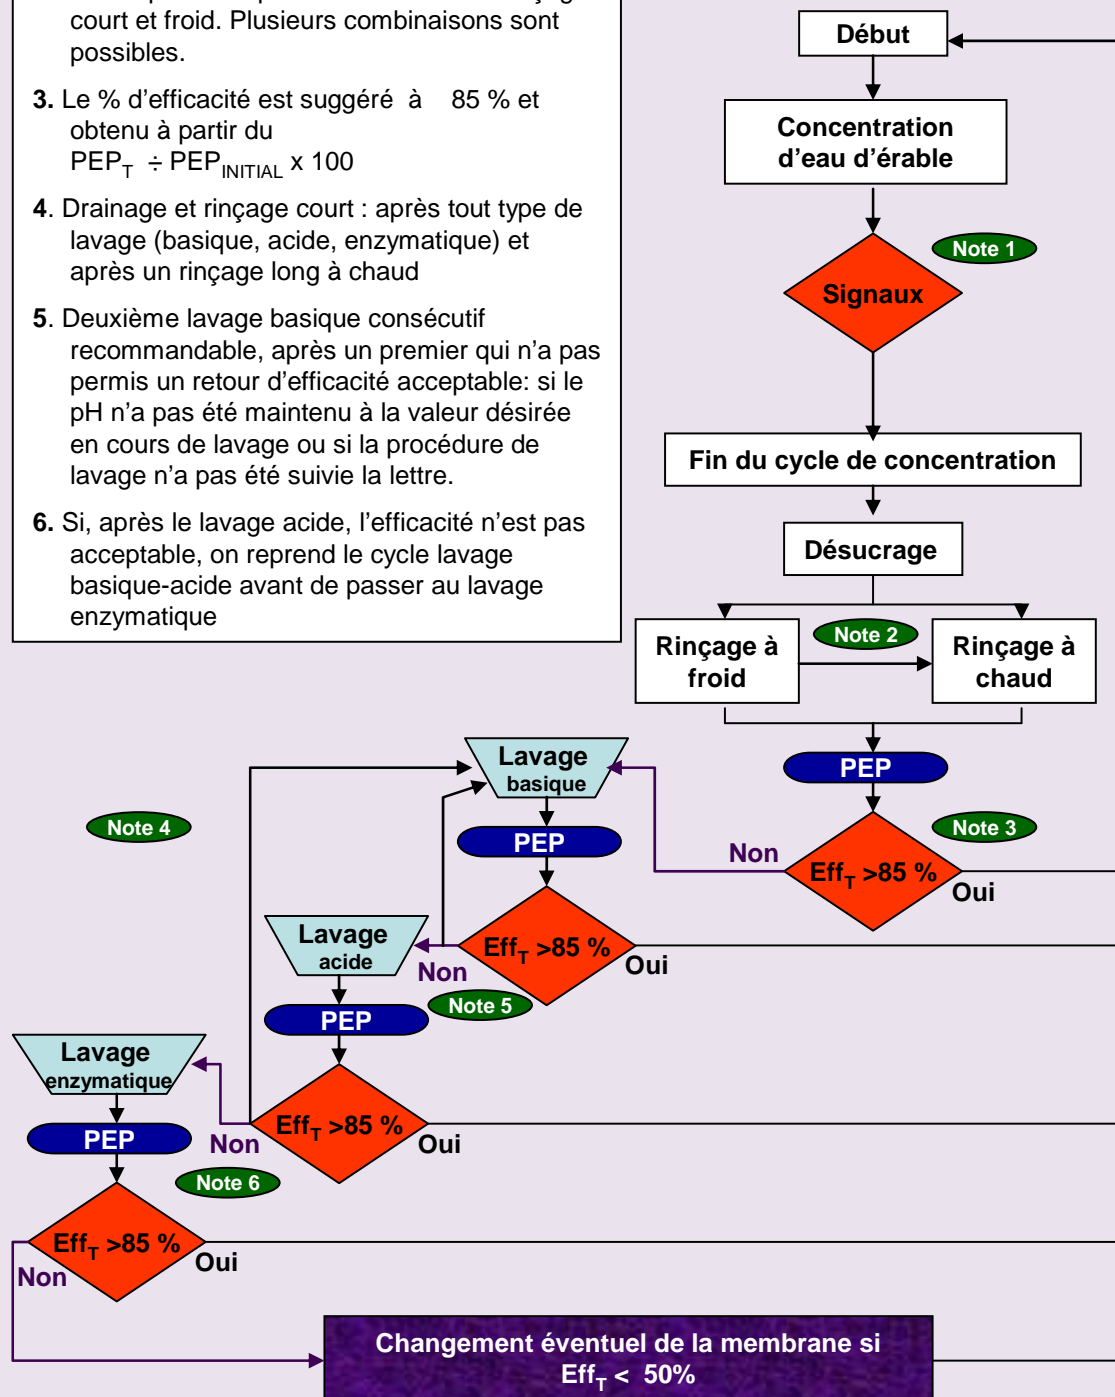 court et froid. Plusieurs combinaisons sont
possibles.
3. Le % d'efficacité est suggéré à 85 % et
obtenu à partir du
PEP_T ÷ PEP_INITIAL x 100
4. Drainage et rinçage court : après tout type de
lavage (basique, acide, enzymatique) et
après un rinçage long à chaud
5. Deuxième lavage basique consécutif
recommandable, après un premier qui n'a pas
permis un retour d'efficacité acceptable: si le
pH n'a pas été maintenu à la valeur désirée
en cours de lavage ou si la procédure de
lavage n'a pas été suivie la lettre.
6. Si, après le lavage acide, l'efficacité n'est pas
acceptable, on reprend le cycle lavage
basique-acide avant de passer au lavage
enzymatique
Début
Concentration
d'eau d'érable
Note 1
Signaux
Fin du cycle de concentration
Désucrage
Rinçage à
froid
Note 2
Rinçage à
chaud
PEP
Note 3
Eff_T >85 %
Non
Oui
Lavage
basique
PEP
Eff_T >85 %
Non
Oui
Note 4
Note 5
Lavage
acide
PEP
Eff_T >85 %
Non
Oui
Note 6
Lavage
enzymatique
PEP
Eff_T >85 %
Non
Oui
Changement éventuel de la membrane si
Eff_T < 50%